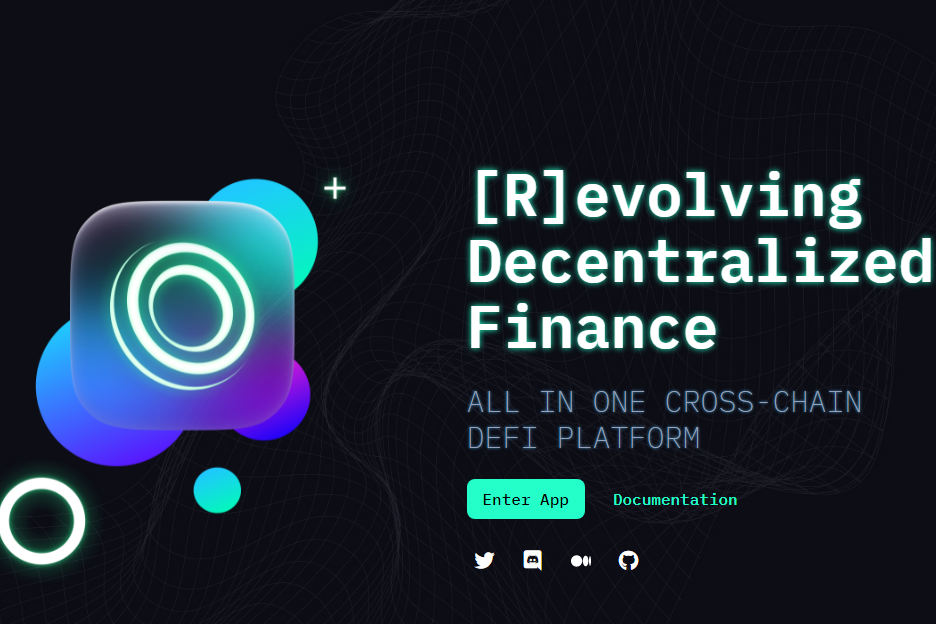 [R]evolving
Decentralized
Finance
ALL IN ONE CROSS-CHAIN
DEFI PLATFORM
Enter App
Documentation